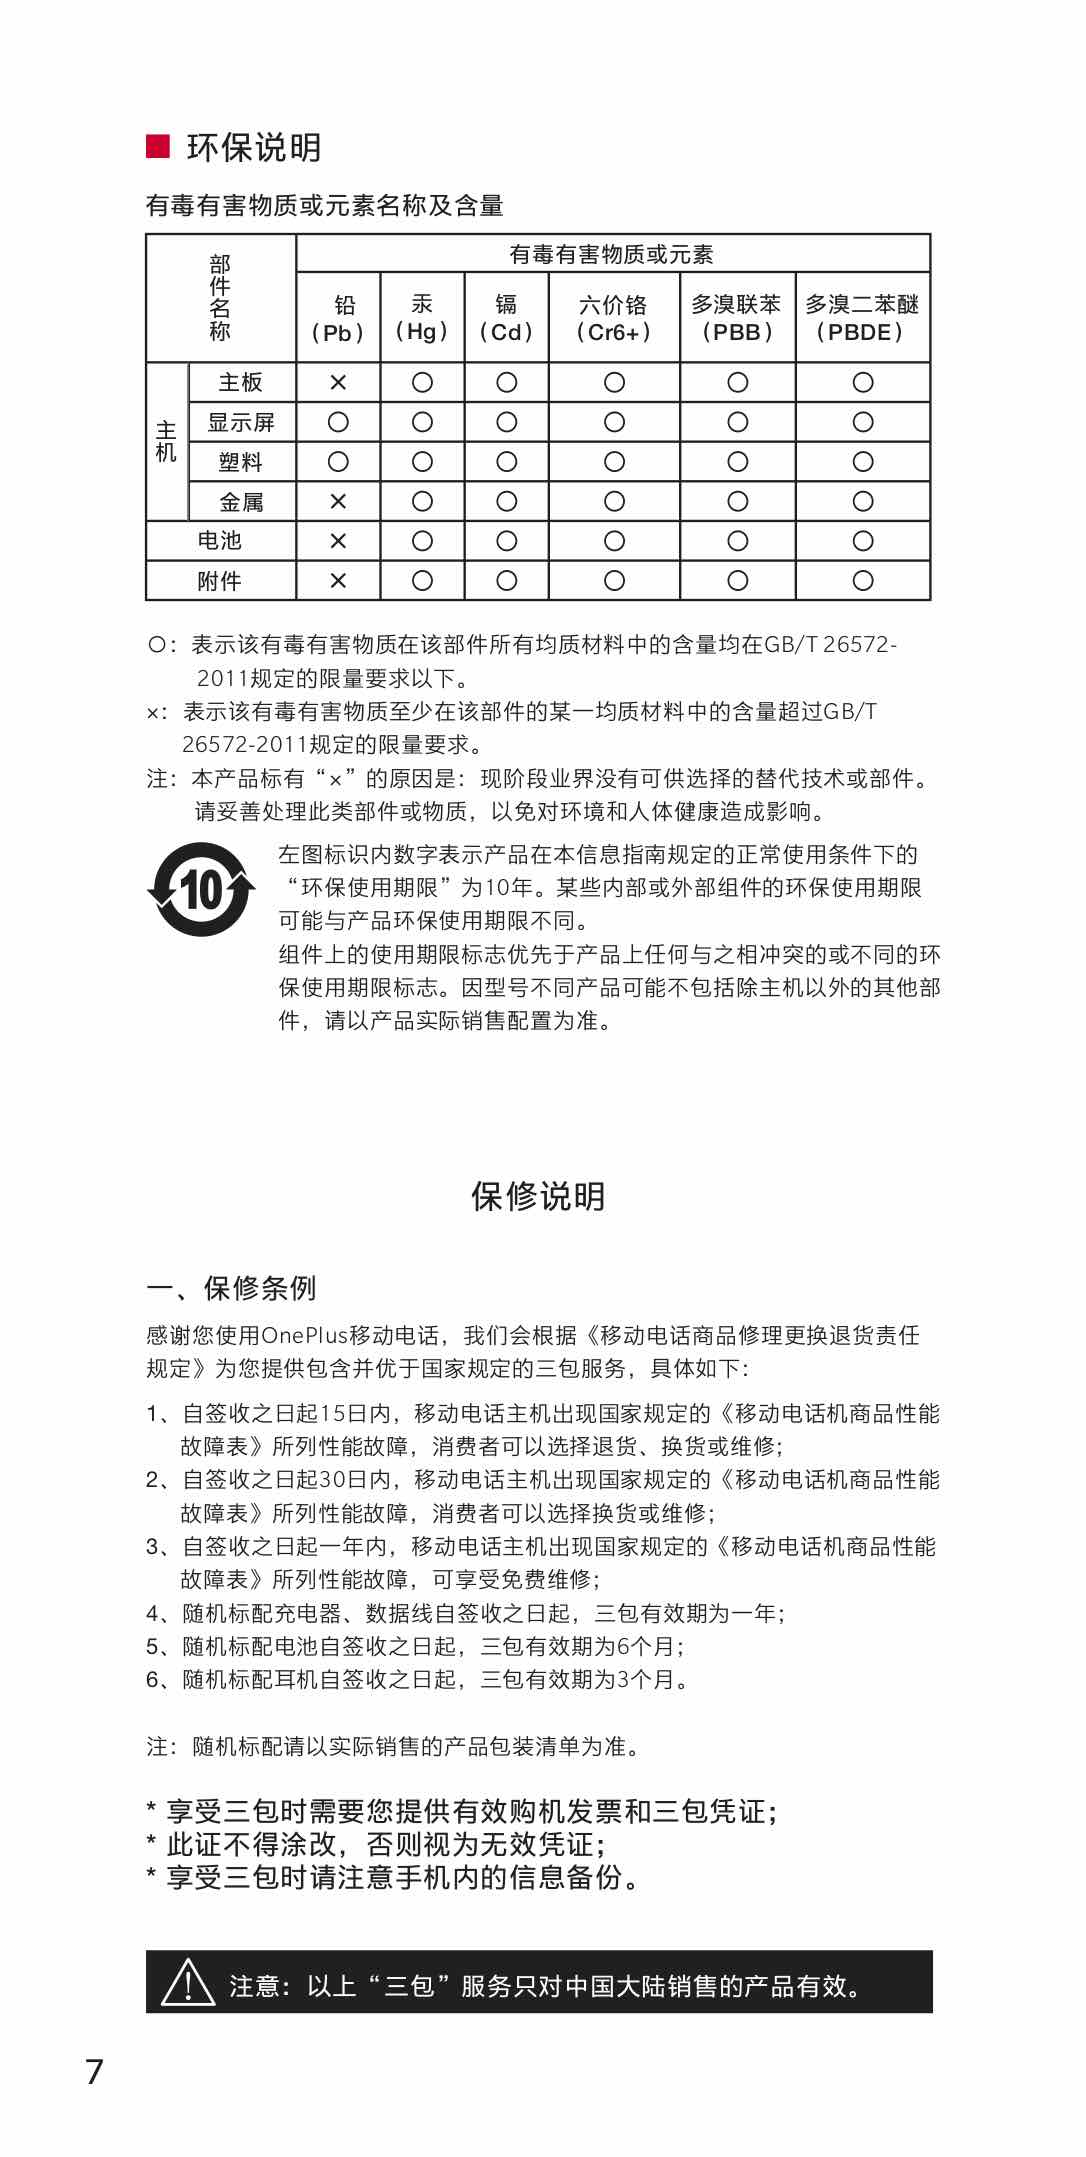 环保说明
有毒有害物质或元素名称及含量
部件名称 有毒有害物质或元素
铅 汞 镉 六价铬 多溴联苯 多溴二苯醚
（Pb） （Hg） （Cd） （Cr6+） （PBB） （PBDE）
主机
主板 × ○ ○ ○ ○ ○
显示屏 ○ ○ ○ ○ ○ ○
塑料 ○ ○ ○ ○ ○ ○
金属 × ○ ○ ○ ○ ○
电池 × ○ ○ ○ ○ ○
附件 × ○ ○ ○ ○ ○
○：表示该有毒有害物质在该部件所有均质材料中的含量均在GB/T 26572-
2011规定的限量要求以下。
×：表示该有毒有害物质至少在该部件的某一均质材料中的含量超过GB/T
26572-2011规定的限量要求。
注：本产品标有“×”的原因是：现阶段业界没有可供选择的替代技术或部件。
请妥善处理此类部件或物质，以免对环境和人体健康造成影响。
10
左图标识内数字表示产品在本信息指南规定的正常使用条件下的
“环保使用期限”为10年。某些内部或外部组件的环保使用期限
可能与产品环保使用期限不同。
组件上的使用期限标志优先于产品上任何与之相冲突的或不同的环
保使用期限标志。因型号不同产品可能不包括除主机以外的其他部
件，请以产品实际销售配置为准。
保修说明
一、保修条例
感谢您使用OnePlus移动电话，我们会根据《移动电话商品修理更换退货责任
规定》为您提供包含并优于国家规定的三包服务，具体如下：
1、自签收之日起15日内，移动电话主机出现国家规定的《移动电话机商品性能
故障表》所列性能故障，消费者可以选择退货、换货或维修；
2、自签收之日起30日内，移动电话主机出现国家规定的《移动电话机商品性能
故障表》所列性能故障，消费者可以选择换货或维修；
3、自签收之日起一年内，移动电话主机出现国家规定的《移动电话机商品性能
故障表》所列性能故障，可享受免费维修；
4、随机标配充电器、数据线自签收之日起，三包有效期为一年；
5、随机标配电池自签收之日起，三包有效期为6个月；
6、随机标配耳机自签收之日起，三包有效期为3个月。
注：随机标配请以实际销售的产品包装清单为准。
* 享受三包时需要您提供有效购机发票和三包凭证；
* 此证不得涂改，否则视为无效凭证；
* 享受三包时请注意手机内的信息备份。
注意：以上“三包”服务只对中国大陆销售的产品有效。
7